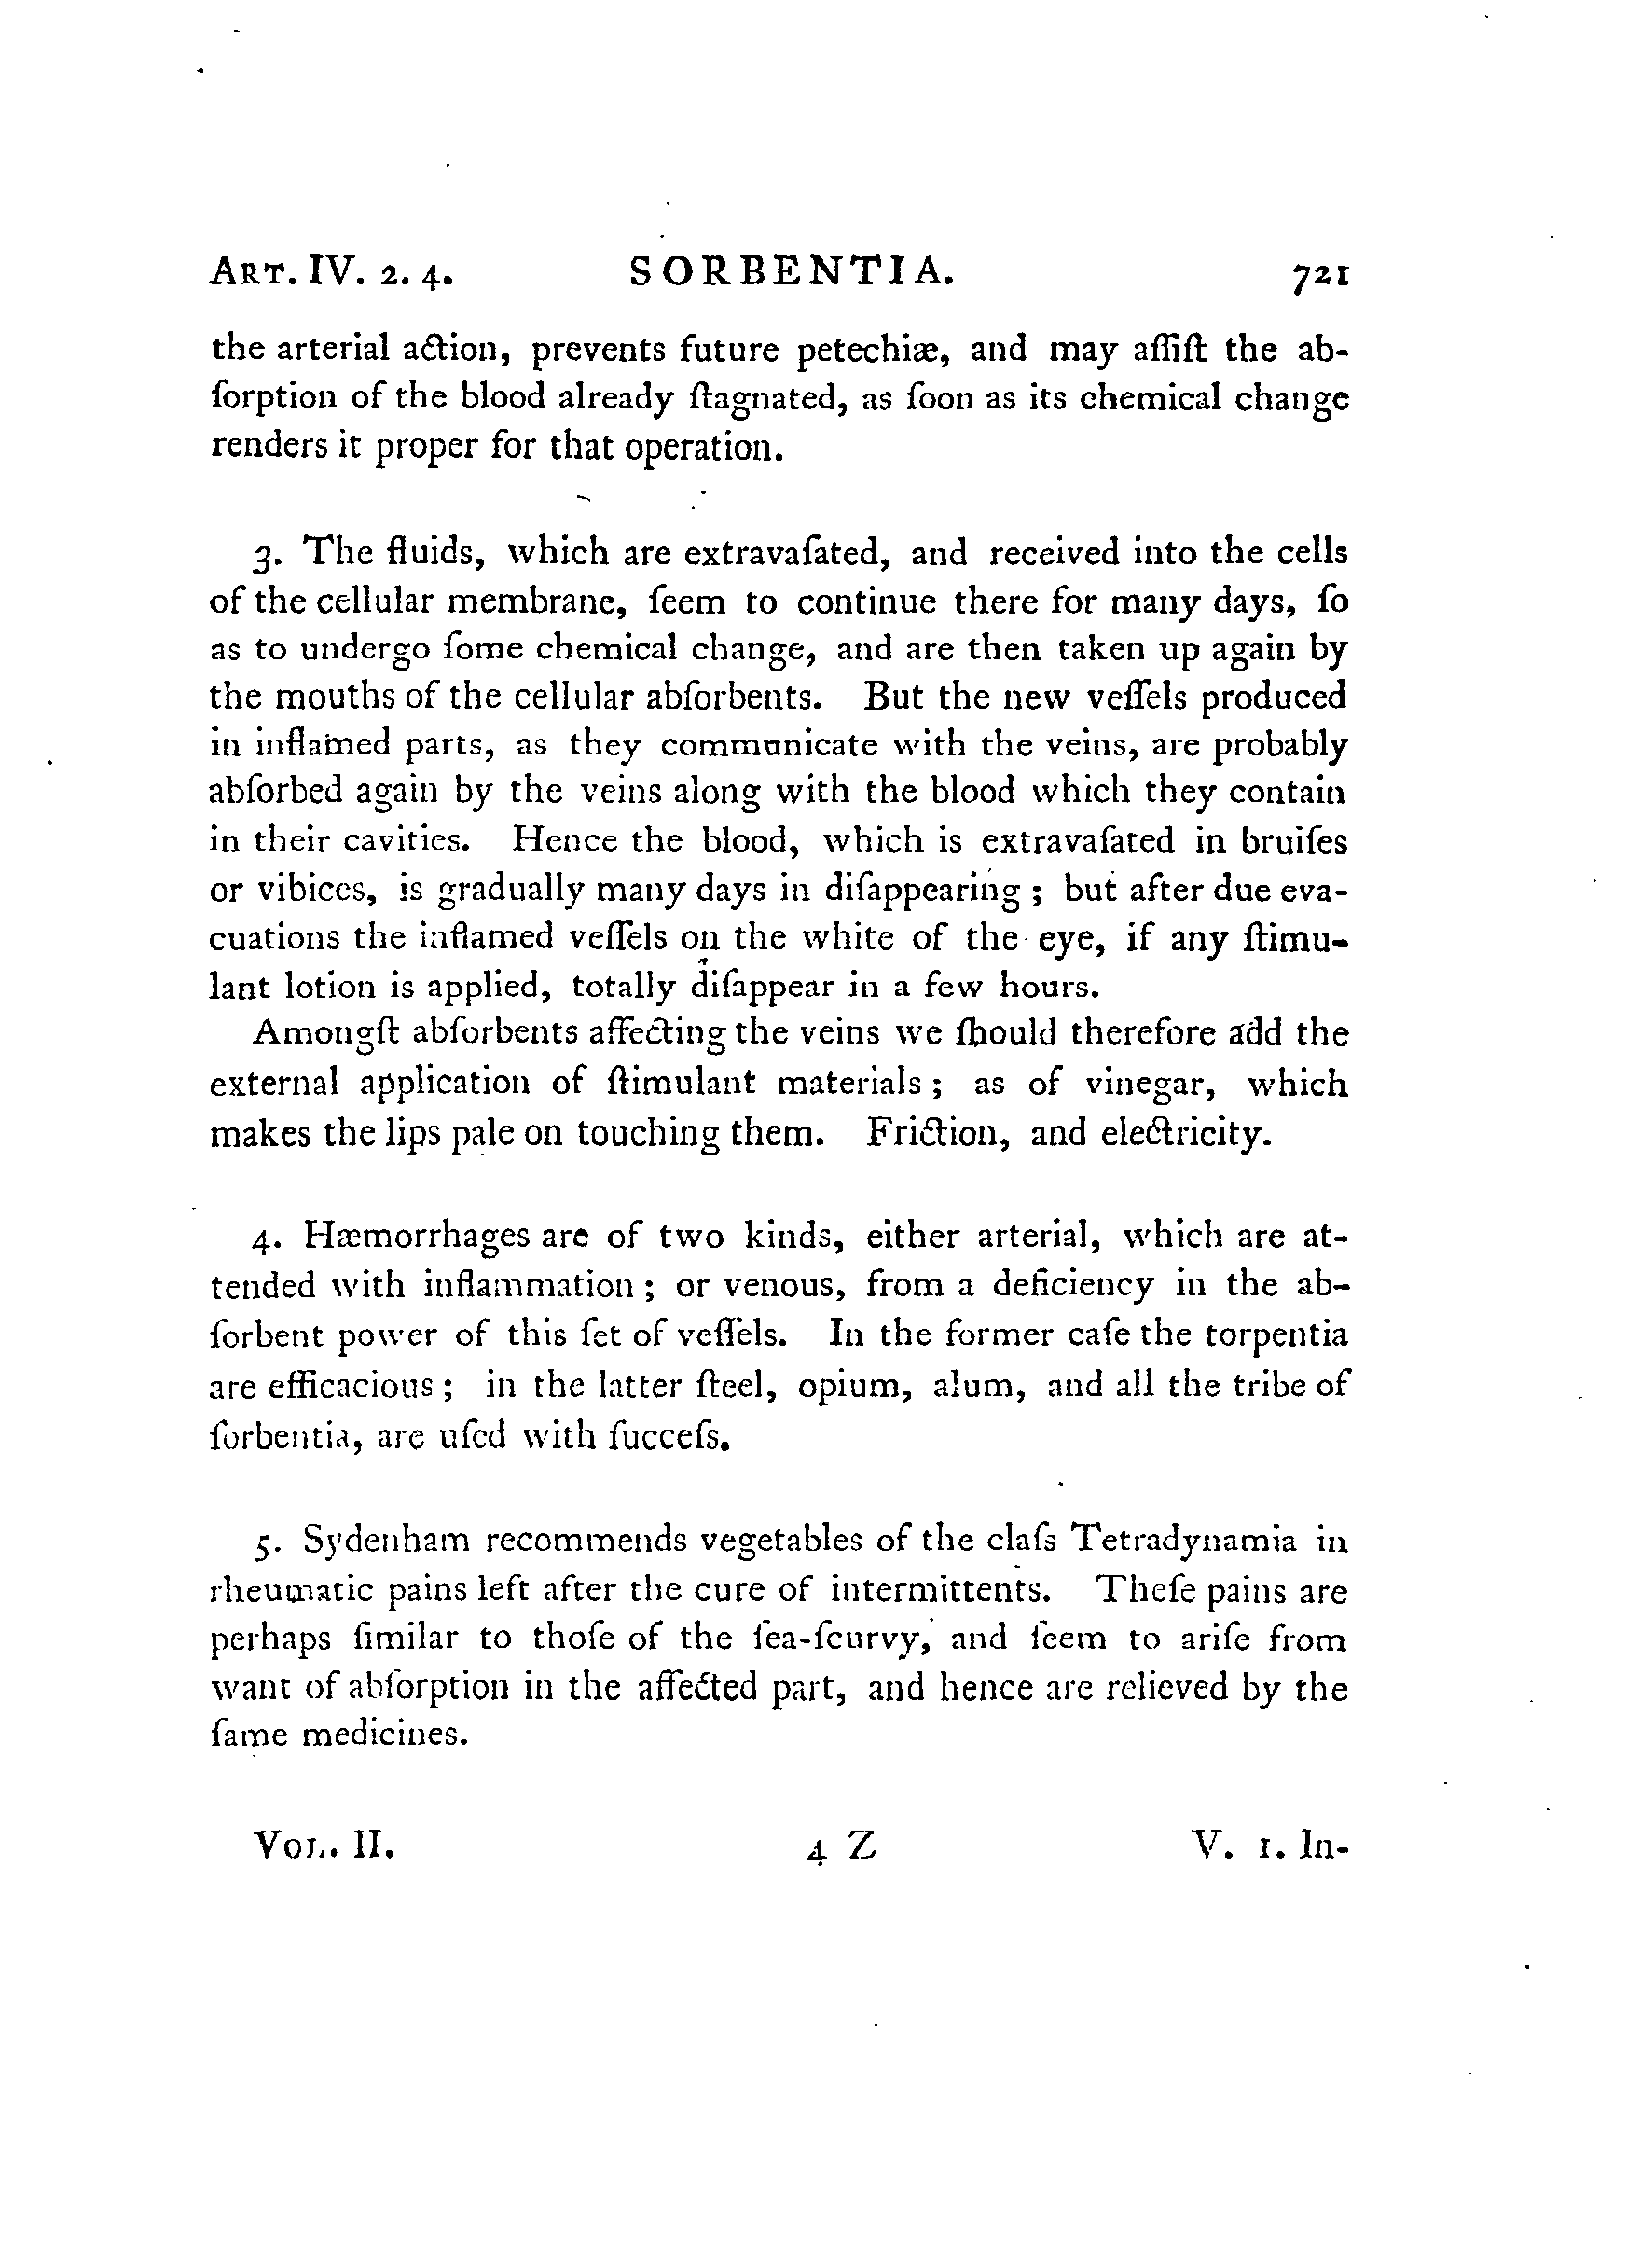 ART. IV. 2. 4. SORBENTIA. 721
the arterial action, prevents future petechiæ, and may aſſiſt the ab-
ſorption of the blood already ſtagnated, as ſoon as its chemical change
renders it proper for that operation.
3. The fluids, which are extravaſated, and received into the cells
of the cellular membrane, ſeem to continue there for many days, ſo
as to undergo ſome chemical change, and are then taken up again by
the mouths of the cellular abſorbents. But the new veſſels produced
in inflamed parts, as they communicate with the veins, are probably
abſorbed again by the veins along with the blood which they contain
in their cavities. Hence the blood, which is extravaſated in bruiſes
or vibices, is gradually many days in diſappearing; but after due eva-
cuations the inflamed veſſels on the white of the eye, if any ſtimu-
lant lotion is applied, totally diſappear in a few hours.
Amongſt abſorbents affecting the veins we ſhould therefore add the
external application of ſtimulant materials; as of vinegar, which
makes the lips pale on touching them. Friction, and electricity.
4. Hæmorrhages are of two kinds, either arterial, which are at-
tended with inflammation; or venous, from a deficiency in the ab-
ſorbent power of this ſet of veſſels. In the former caſe the torpentia
are efficacious; in the latter ſteel, opium, alum, and all the tribe of
ſorbentia, are uſed with ſucceſs.
5. Sydenham recommends vegetables of the claſs Tetradynamia in
rheumatic pains left after the cure of intermittents. Theſe pains are
perhaps ſimilar to thoſe of the ſea-ſcurvy, and ſeem to ariſe from
want of abſorption in the affected part, and hence are relieved by the
ſame medicines.
VOL. II. 4 Z V. 1. In-